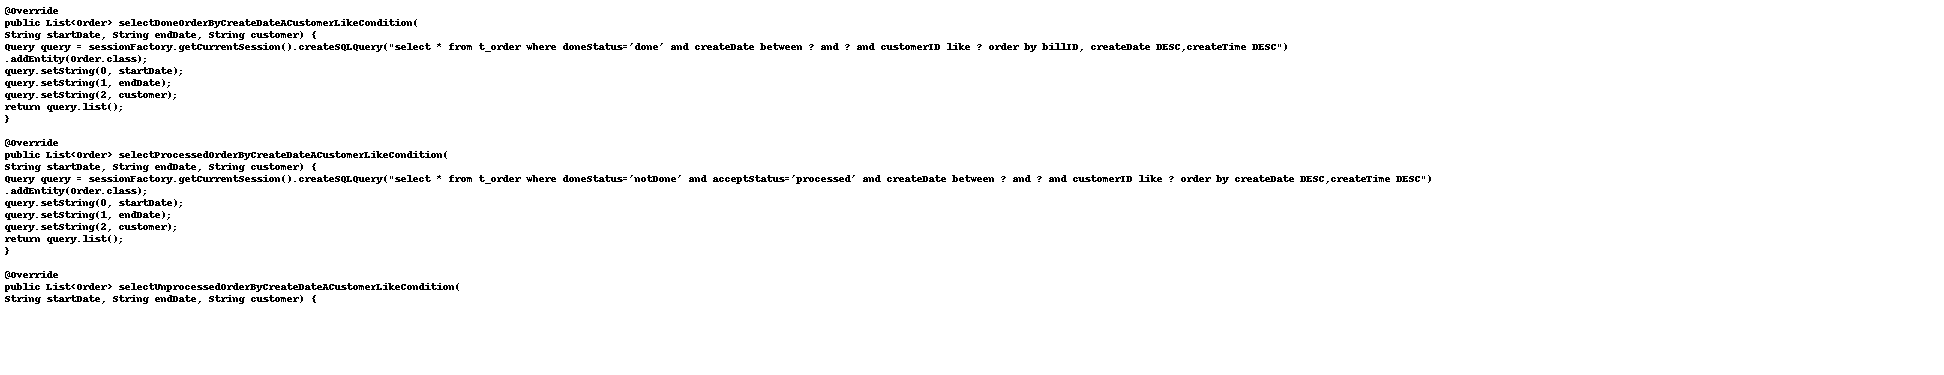 @Override
public List<Order> selectDoneOrderByCreateDateACustomerLikeCondition(
String startDate, String endDate, String customer) {
Query query = sessionFactory.getCurrentSession().createSQLQuery("select * from t_order where doneStatus='done' and createDate between ? and ? and customerID like ? order by billID, createDate DESC,createTime DESC")
.addEntity(Order.class);
query.setString(0, startDate);
query.setString(1, endDate);
query.setString(2, customer);
return query.list();
}
@Override
public List<Order> selectProcessedOrderByCreateDateACustomerLikeCondition(
String startDate, String endDate, String customer) {
Query query = sessionFactory.getCurrentSession().createSQLQuery("select * from t_order where doneStatus='notDone' and acceptStatus='processed' and createDate between ? and ? and customerID like ? order by createDate DESC,createTime DESC")
.addEntity(Order.class);
query.setString(0, startDate);
query.setString(1, endDate);
query.setString(2, customer);
return query.list();
}
@Override
public List<Order> selectUnprocessedOrderByCreateDateACustomerLikeCondition(
String startDate, String endDate, String customer) {